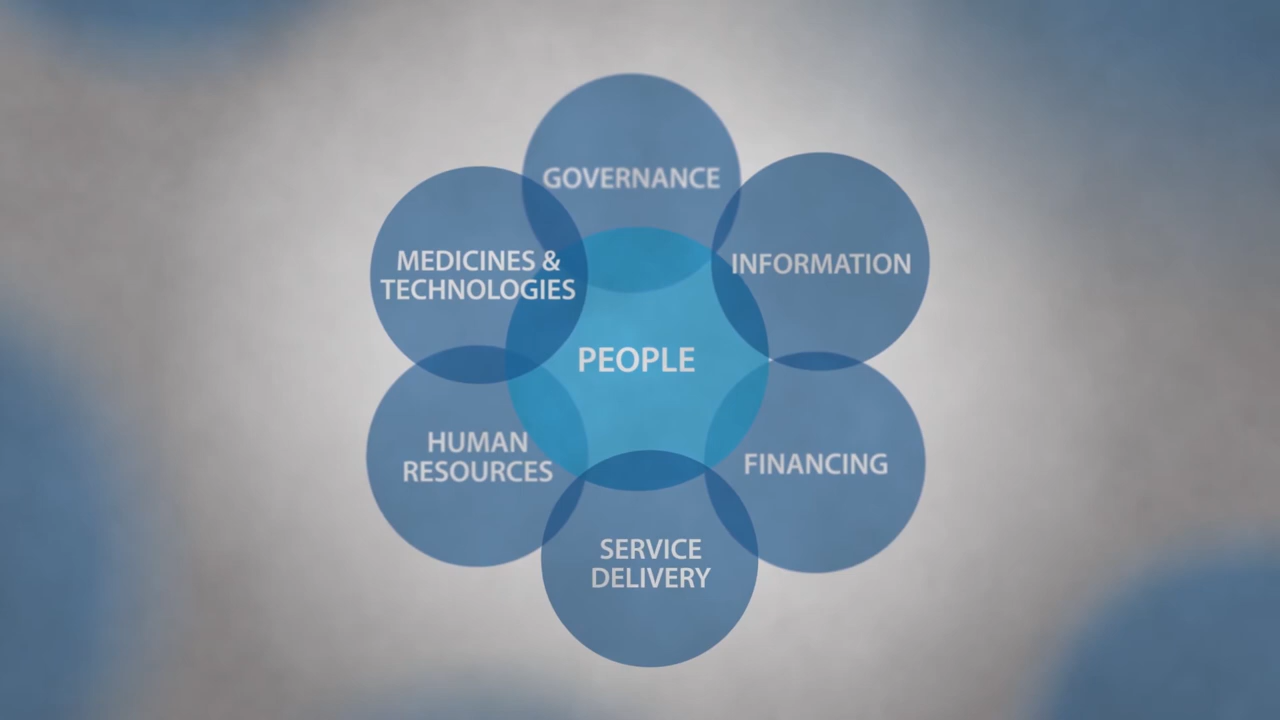 GOVERNANCE
MEDICINES &
TECHNOLOGIES
INFORMATION
PEOPLE
HUMAN
RESOURCES
FINANCING
SERVICE
DELIVERY